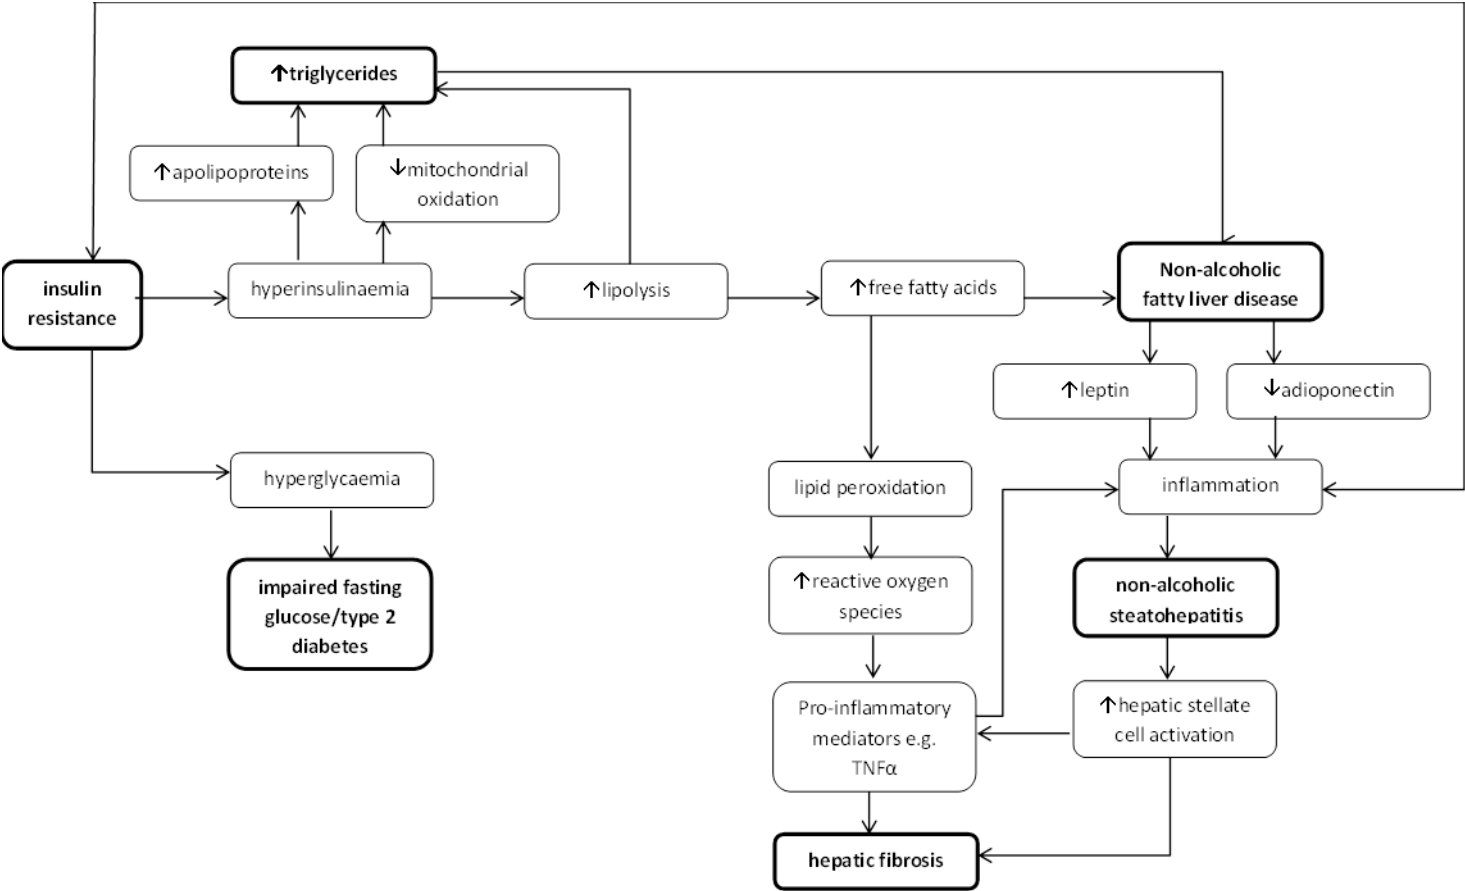 ↑triglycerides
↑apolipoproteins
↓mitochondrial
oxidation
insulin
resistance
hyperinsulinaemia
↑lipolysis
↑free fatty acids
Non-alcoholic
fatty liver disease
↑leptin
↓adioponectin
hyperglycaemia
lipid peroxidation
inflammation
impaired fasting
glucose/type 2
diabetes
↑reactive oxygen
species
non-alcoholic
steatohepatitis
Pro-inflammatory
mediators e.g.
TNFα
↑hepatic stellate
cell activation
hepatic fibrosis